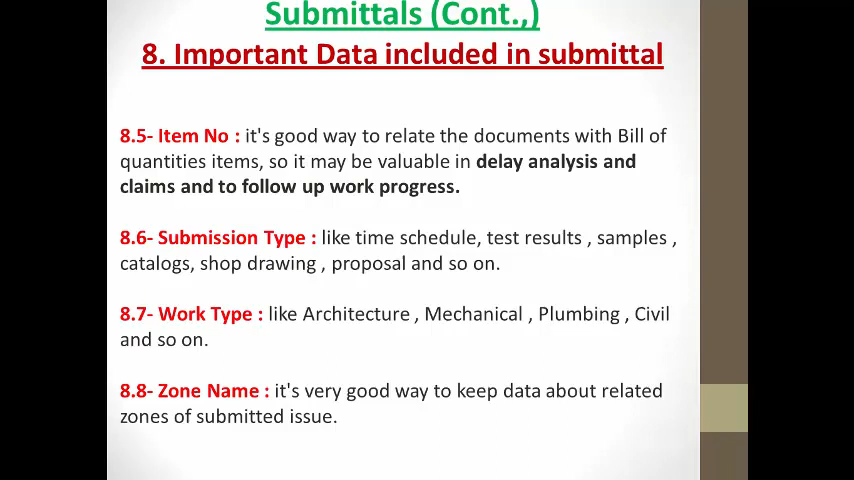 Submittals (Cont.,)
8. Important Data included in submittal
8.5- Item No : it's good way to relate the documents with Bill of
quantities items, so it may be valuable in delay analysis and
claims and to follow up work progress.
8.6- Submission Type : like time schedule, test results , samples ,
catalogs, shop drawing , proposal and so on.
8.7- Work Type : like Architecture , Mechanical , Plumbing , Civil
and so on.
8.8- Zone Name : it's very good way to keep data about related
zones of submitted issue.